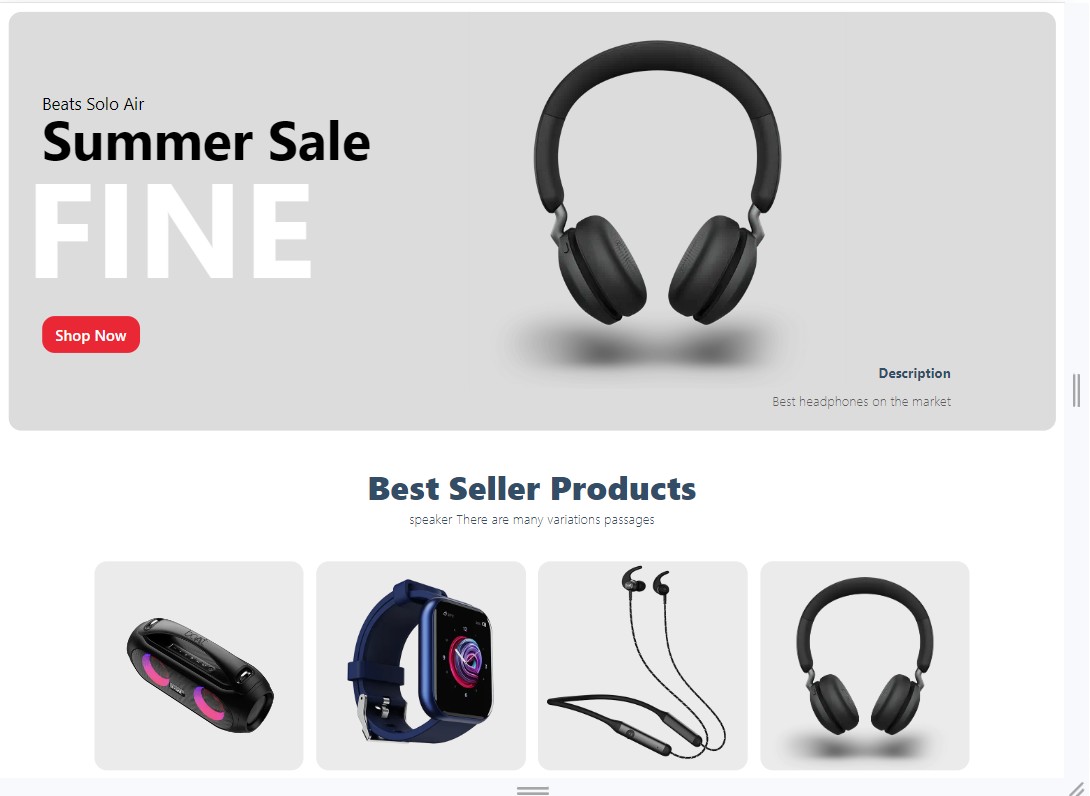 Beats Solo Air
Summer Sale
FINE
Shop Now
Description
Best headphones on the market
Best Seller Products
speaker There are many variations passages